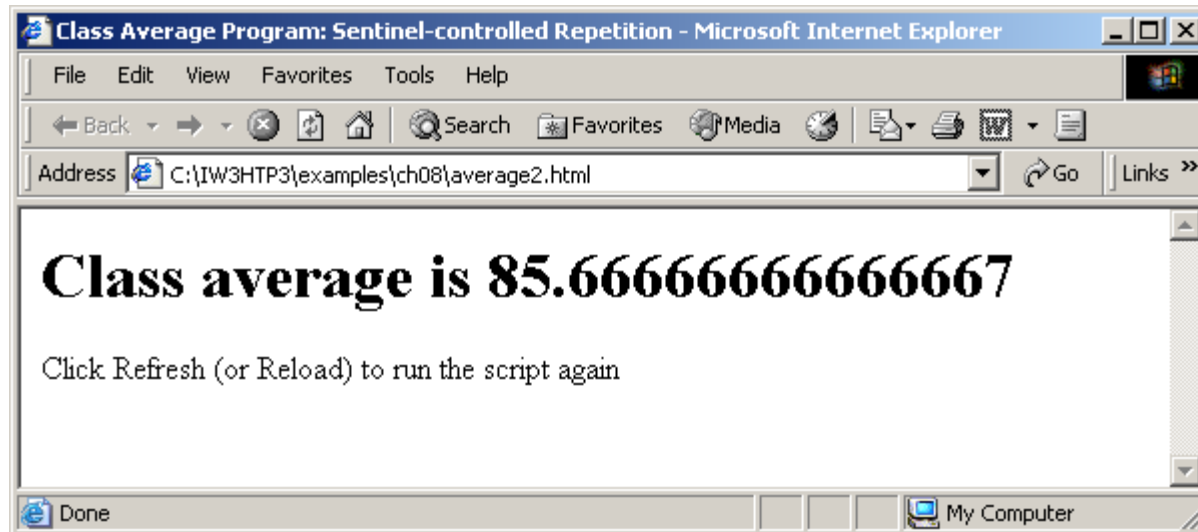 Class Average Program: Sentinel-controlled Repetition - Microsoft Internet Explorer
File Edit View Favorites Tools Help
Back Search Favorites Media W
Address C:\IW3HTP3\examples\ch08\average2.html Go Links »
Class average is 85.66666666666667
Click Refresh (or Reload) to run the script again
Done My Computer